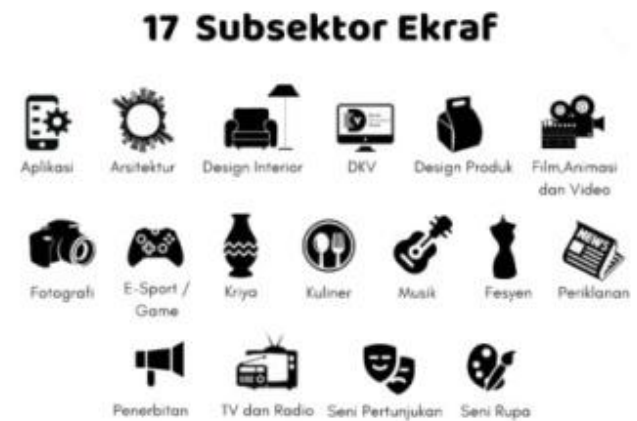 17 Subsektor Ekraf
Aplikasi
Arsitektur
Design Interior
DKV
Design Produk
Film,Animasi
dan Video
Fotografi
E-Sport /
Game
Kriya
Kuliner
Musik
Fesyen
NEWS
Periklanan
Penerbitan
TV dan Radio
Seni Pertunjukan
Seni Rupa